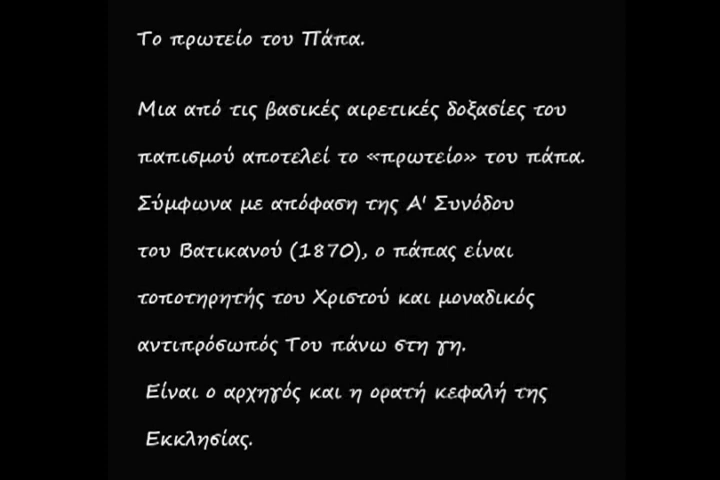 Το πρωτείο του Πάπα.
Μια από τις βασικές αιρετικές δοξασίες του
παπισμού αποτελεί το «πρωτείο» του πάπα.
Σύμφωνα με απόφαση της Α' Συνόδου
του Βατικανού (1870), ο πάπας είναι
τοποτηρητής του Χριστού και μοναδικός
αντιπρόσωπός Του πάνω στη γη.
Είναι ο αρχηγός και η ορατή κεφαλή της
Εκκλησίας.